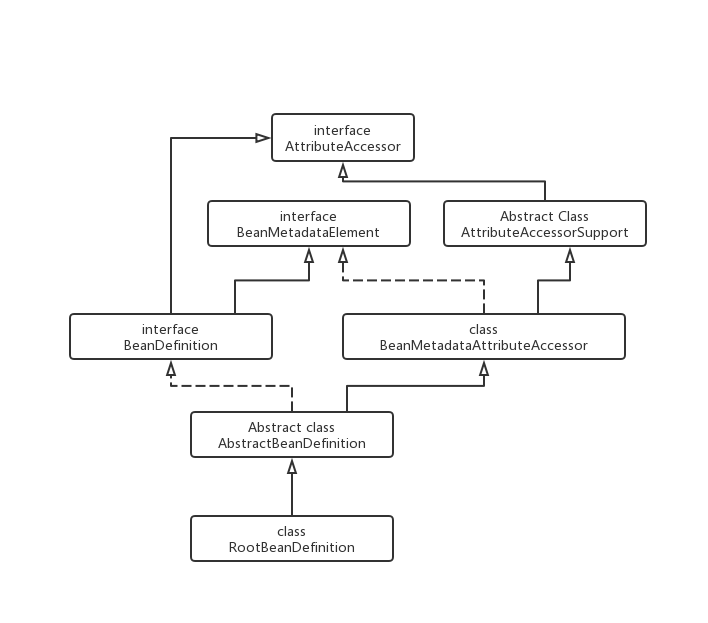 interface
AttributeAccessor
interface
BeanMetadataElement
Abstract Class
AttributeAccessorSupport
interface
BeanDefinition
class
BeanMetadataAttributeAccessor
Abstract class
AbstractBeanDefinition
class
RootBeanDefinition